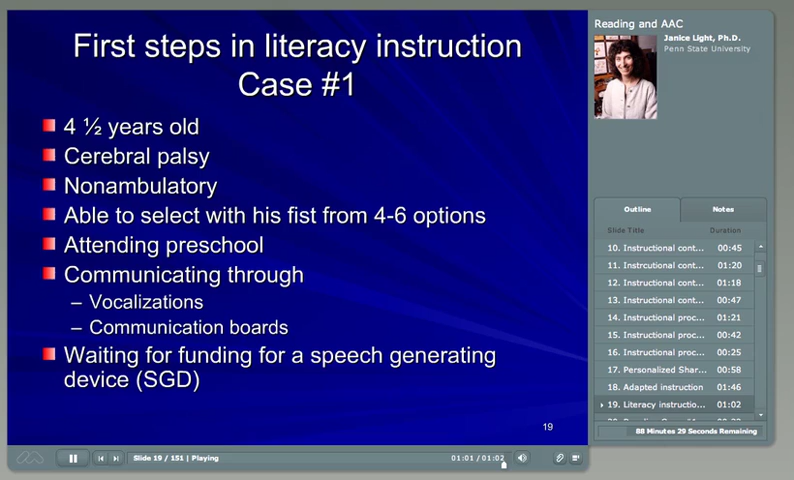 First steps in literacy instruction
Case #1
4 ½ years old
Cerebral palsy
Nonambulatory
Able to select with his fist from 4-6 options
Attending preschool
Communicating through
– Vocalizations
– Communication boards
Waiting for funding for a speech generating
device (SGD)
19
Slide 19 / 151 | Playing
01:01 / 01:02
Reading and AAC
Janice Light, Ph.D.
Penn State University
Outline
Notes
Slide Title Duration
10. Instructional cont... 00:45
11. Instrcutional cont... 01:20
12. Instructional cont... 01:18
13. Instructional cont... 00:47
14. Instructional proc... 01:21
15. Instructional proc... 00:42
16. Instructional proc... 00:25
17. Personalized Shar... 00:58
18. Adapted instruction 01:46
19. Literacy instructio... 01:02
88 Minutes 29 Seconds Remaining